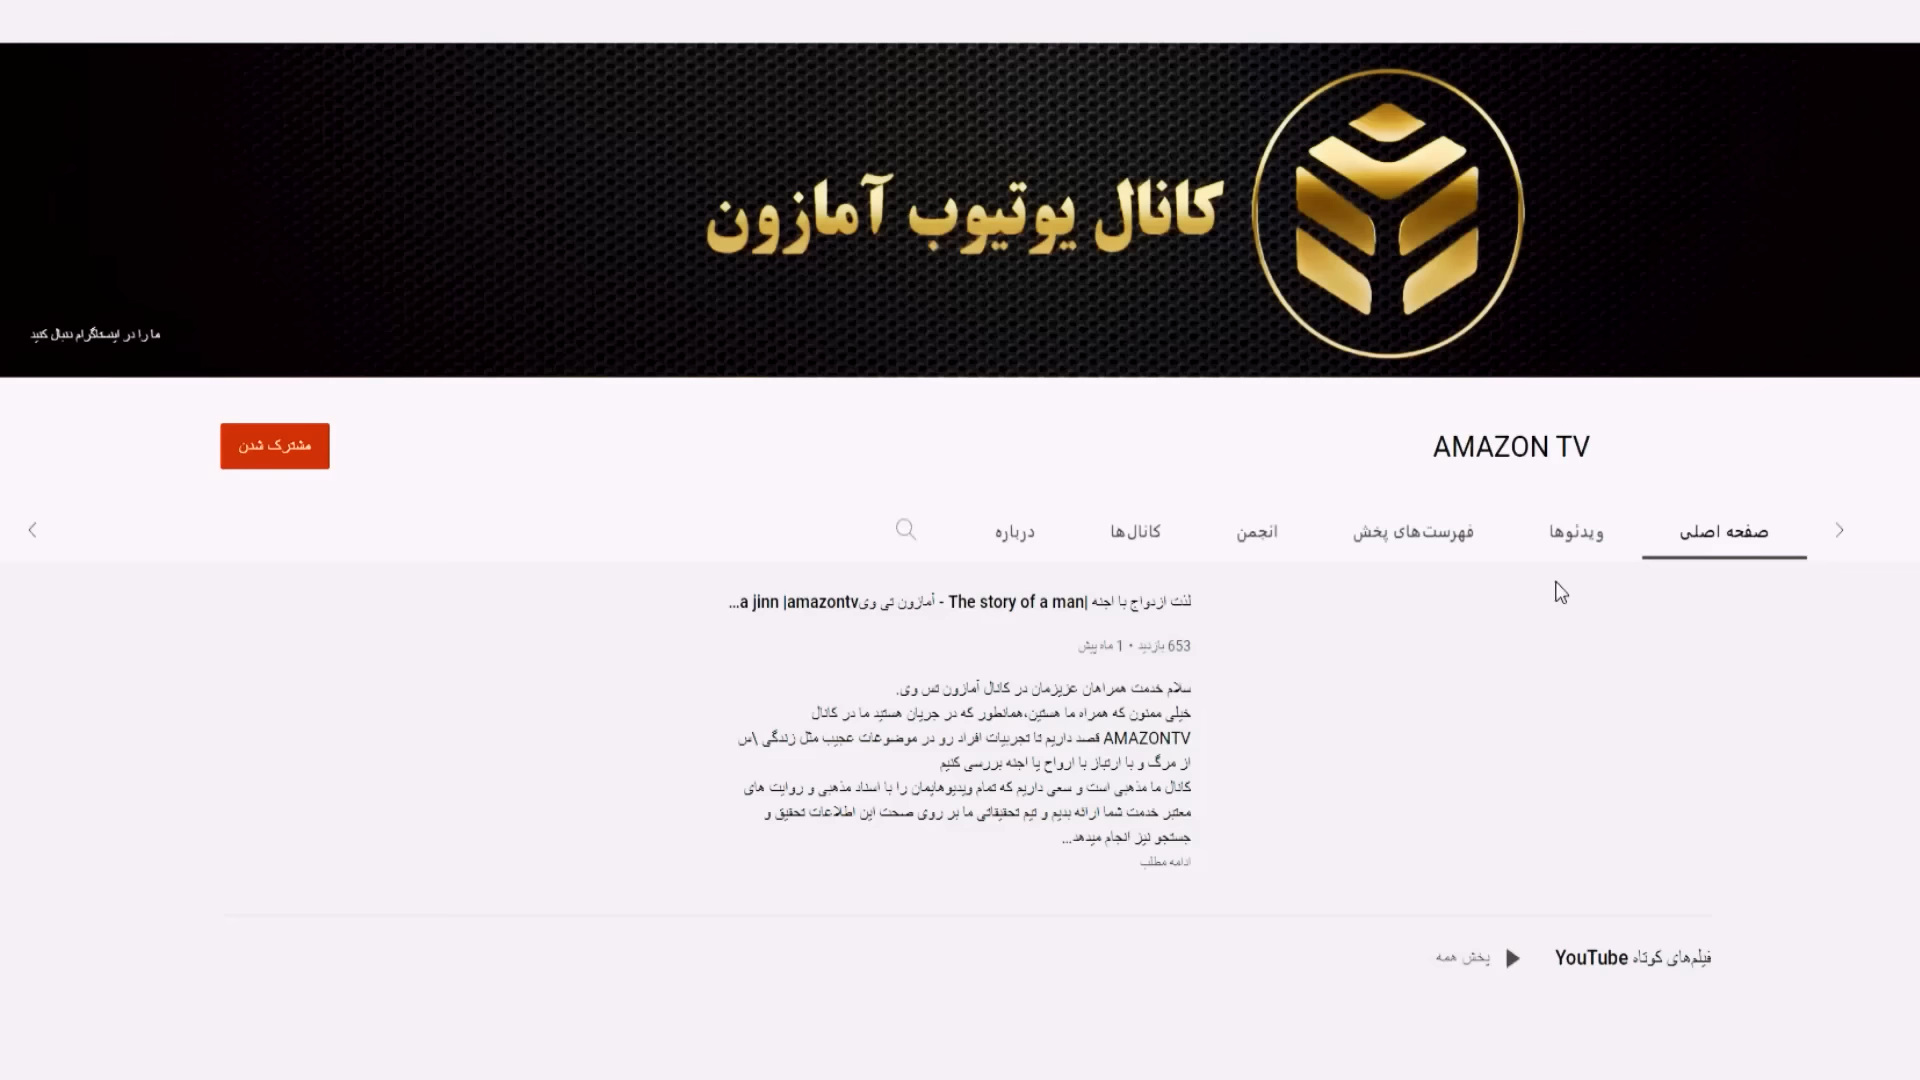 کانال یوتیوب آمازون
ما را در اینستاگرام دنبال کنید
AMAZON TV
مشترک شدن
صفحه اصلی
ویدئوها
فهرست‌های پخش
انجمن
کانال‌ها
درباره
لذت ازدواج با اجنه |The story of a man - آمازون تی ویa jinn |amazontv...
653 بازدید • 1 ماه پیش
سلام خدمت همراهان عزیزمان در کانال آمازون تس وی.
خیلی ممنون که همراه ما هستین،همانطور که در جریان هستید ما در کانال
AMAZONTV قصد داریم تا تجربیات افراد رو در موضوعات عجیب مثل زندگی \س
از مرگ و با ارتباز با ارواح یا اجنه بررسی کنیم
کانال ما مذهبی است و سعی داریم که تمام ویدیوهایمان را با اسناد مذهبی و روایت های
معتبر خدمت شما ارائه بدیم و تیم تحقیقاتی ما بر روی صحت این اطلاعات تحقیق و
جستجو نیز انجام میدهد...
ادامه مطلب
فیلم‌های کوتاه YouTube
پخش همه